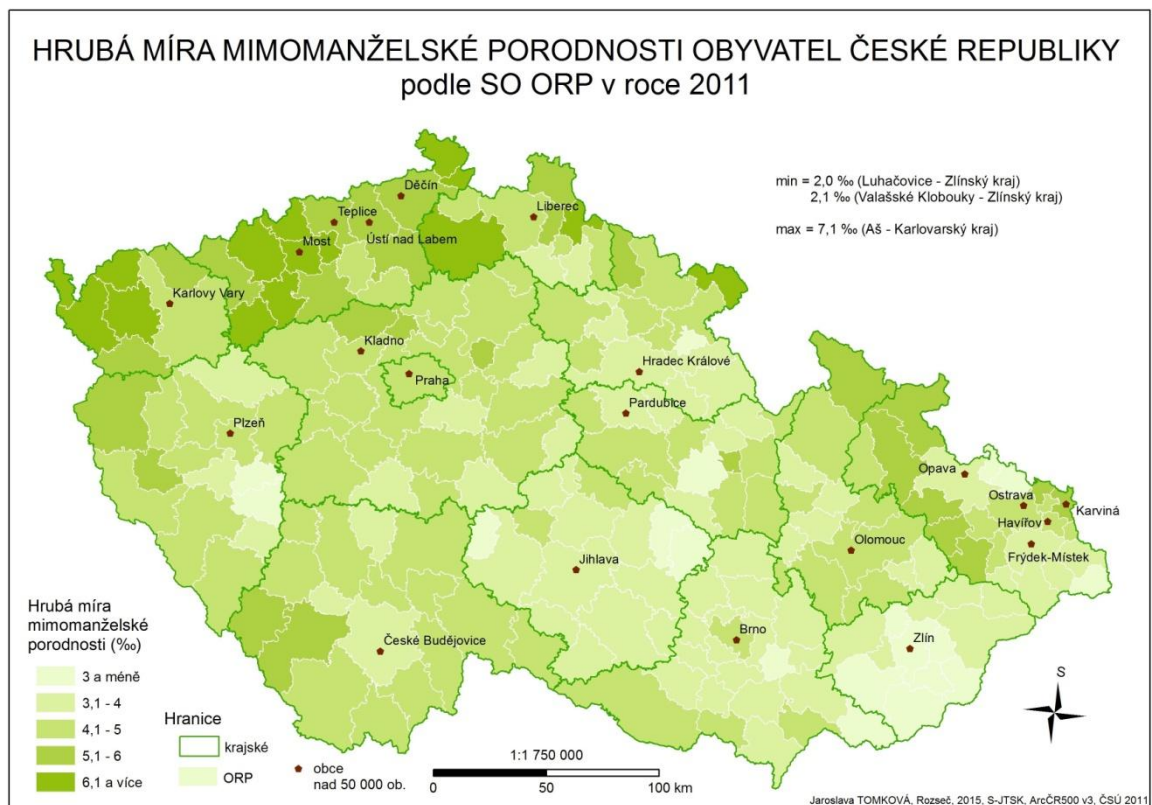 HRUBÁ MÍRA MIMOMANŽELSKÉ PORODNOSTI OBYVATEL ČESKÉ REPUBLIKY
podle SO ORP v roce 2011
min = 2,0 ‰ (Luhačovice - Zlínský kraj)
2,1 ‰ (Valašské Klobouky - Zlínský kraj)
max = 7,1 ‰ (Aš - Karlovarský kraj)
Děčín
Teplice
Liberec
Ústí nad Labem
Most
Karlovy Vary
Kladno
Praha
Hradec Králové
Pardubice
Plzeň
Opava
Ostrava
Karviná
Havířov
Frýdek-Místek
Olomouc
Jihlava
České Budějovice
Brno
Zlín
Hrubá míra
mimomanželské
porodnosti (‰)
3 a méně
3,1 - 4
4,1 - 5
5,1 - 6
6,1 a více
Hranice
krajské
ORP
obce
nad 50 000 ob.
1:1 750 000
0 50 100 km
S
Jaroslava TOMKOVÁ, Rozseč, 2015, S-JTSK, ArcČR500 v3, ČSÚ 2011